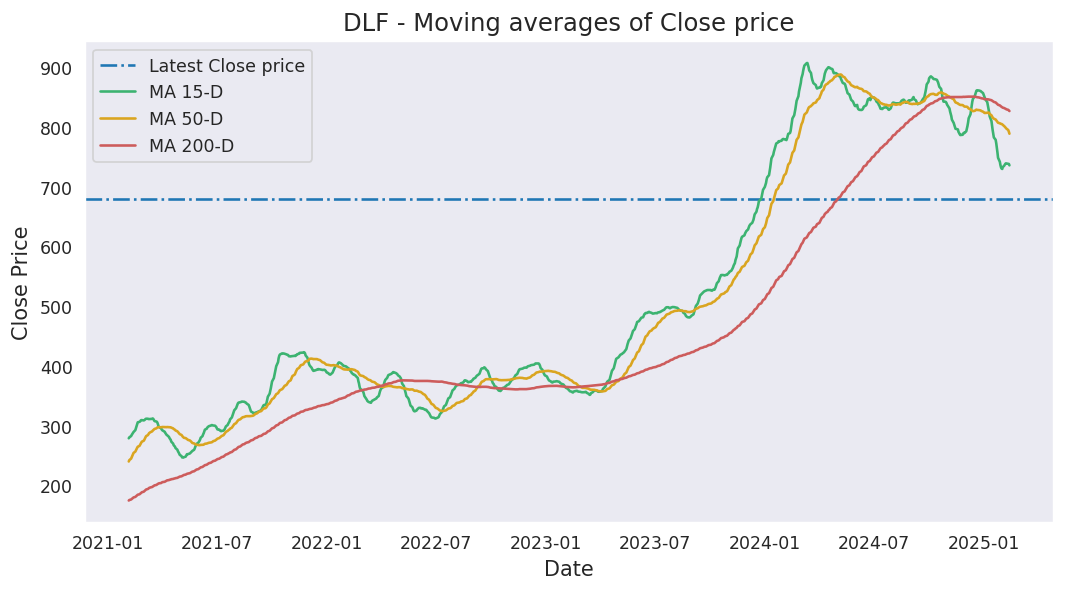 DLF - Moving averages of Close price
Latest Close price
MA 15-D
MA 50-D
MA 200-D
Close Price
900
800
700
600
500
400
300
200
2021-01 2021-07 2022-01 2022-07 2023-01 2023-07 2024-01 2024-07 2025-01
Date